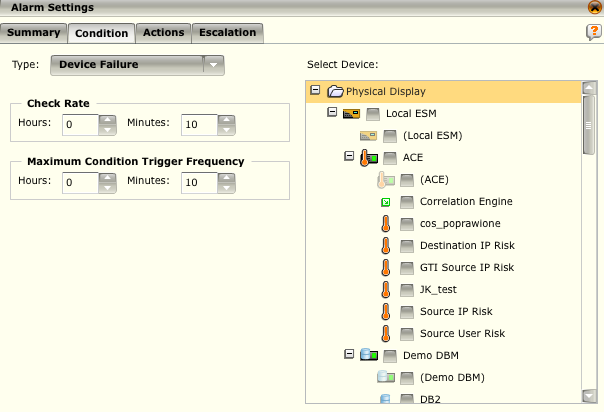 Alarm Settings
Summary Condition Actions Escalation
Type: Device Failure
Check Rate
Hours: 0 Minutes: 10
Maximum Condition Trigger Frequency
Hours: 0 Minutes: 10
Select Device:
Physical Display
Local ESM
(Local ESM)
ACE
(ACE)
Correlation Engine
cos_poprawione
Destination IP Risk
GTI Source IP Risk
JK_test
Source IP Risk
Source User Risk
Demo DBM
(Demo DBM)
DB2